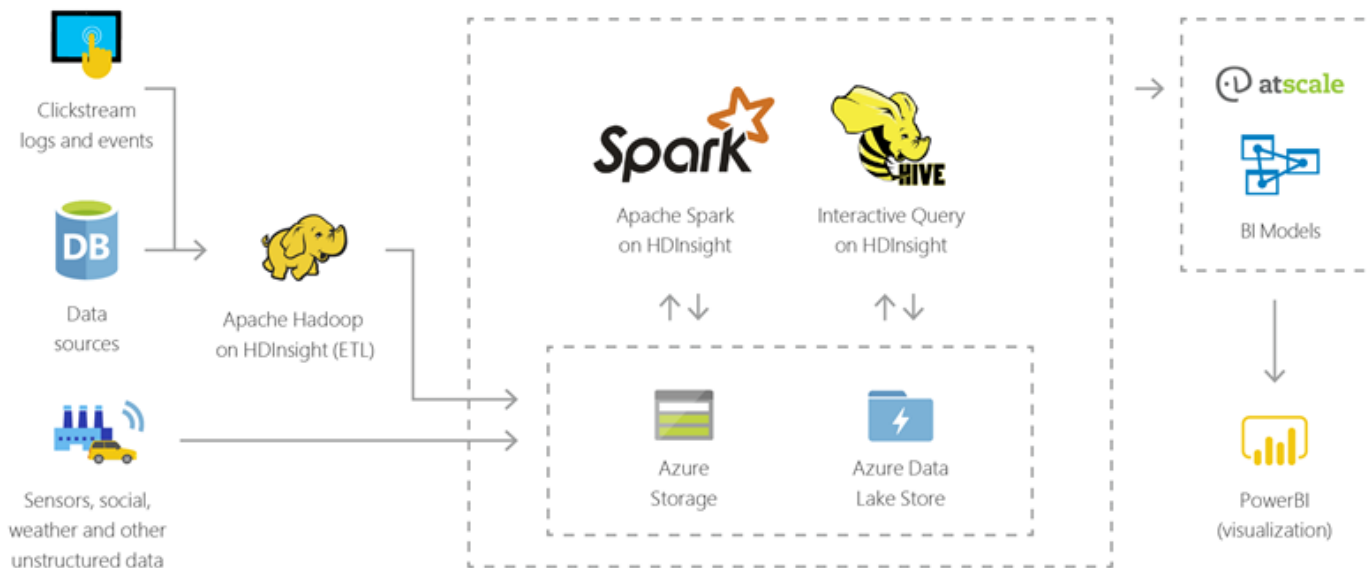 Clickstream
logs and events
DB
Data
sources
Sensors, social,
weather and other
unstructured data
Apache Hadoop
on HDInsight (ETL)
Spark
Apache Spark
on HDInsight
HIVE
Interactive Query
on HDInsight
Azure
Storage
Azure Data
Lake Store
atscale
BI Models
PowerBI
(visualization)